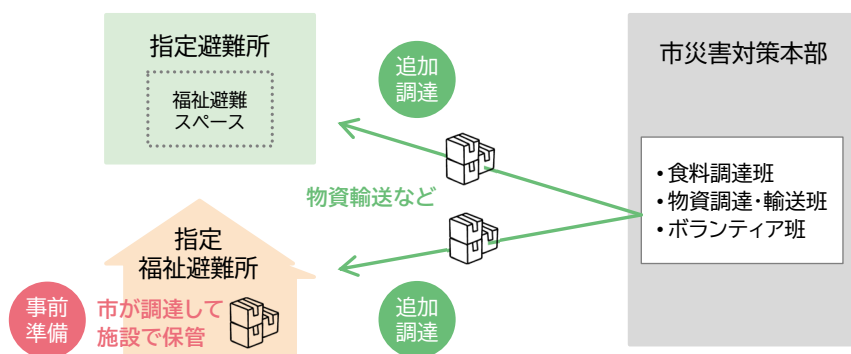 指定避難所
福祉避難
スペース
追加
調達
市災害対策本部
•食料調達班
•物資調達・輸送班
•ボランティア班
物資輸送など
指定
福祉避難所
事前
準備
市が調達して
施設で保管
追加
調達